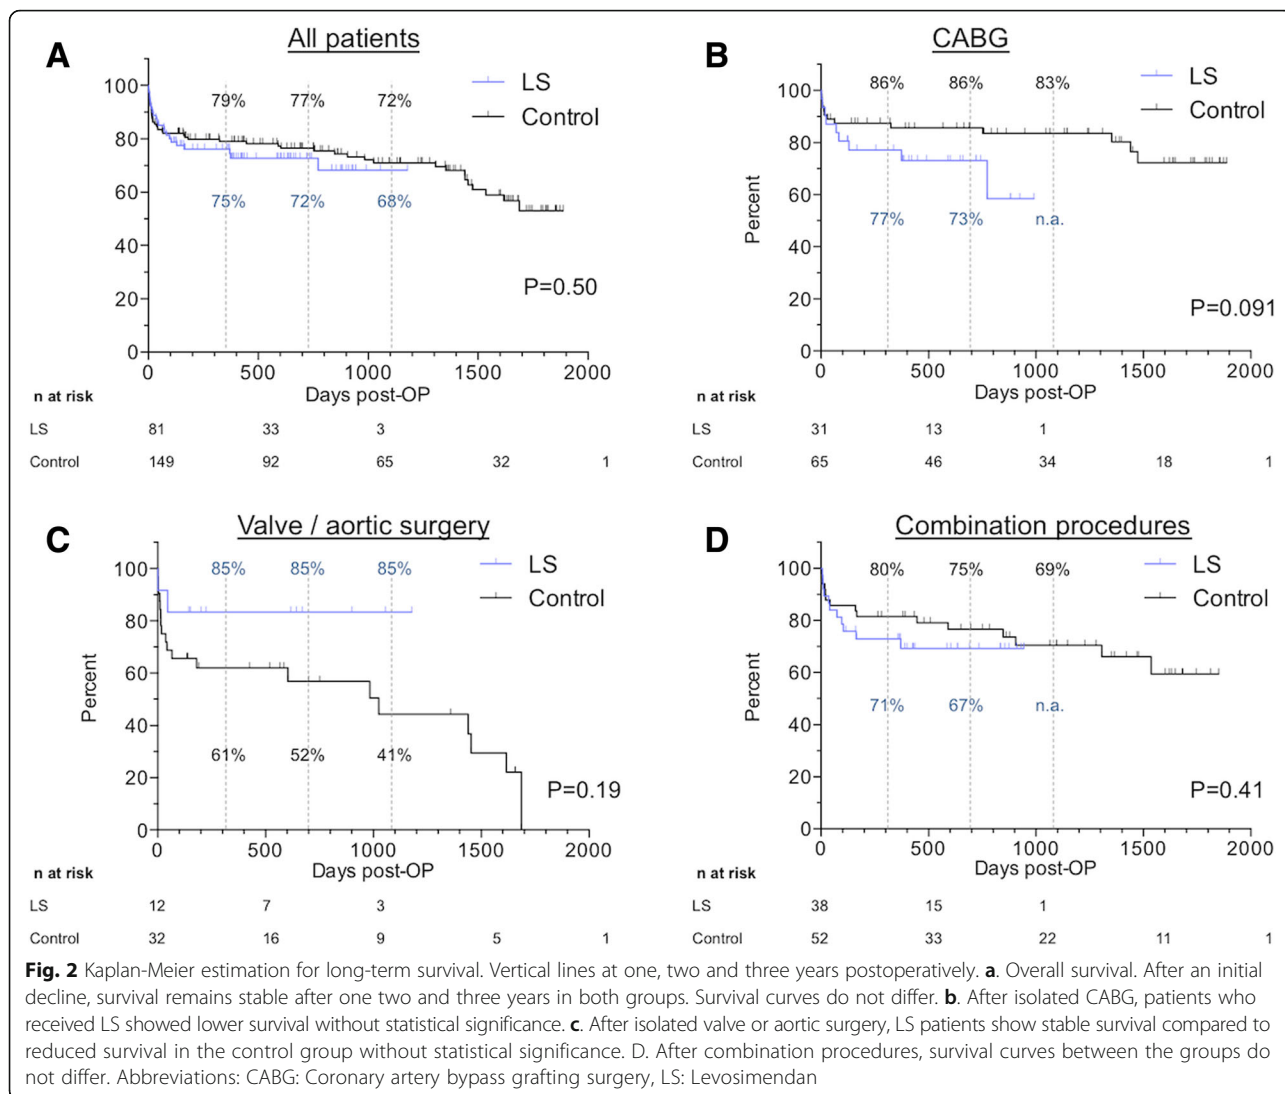 A
All patients
LS
Control
100
80
60
40
20
0
79%
77%
72%
75%
72%
68%
P=0.50
0
500
1000
1500
2000
Days post-OP
n at risk
LS
81
33
3
Control
149
92
65
32
1
B
CABG
LS
Control
Percent
100
80
60
40
20
0
86%
86%
83%
77%
73%
n.a.
P=0.091
0
500
1000
1500
2000
Days post-OP
n at risk
LS
31
13
1
Control
65
46
34
18
1
C
Valve / aortic surgery
LS
Control
Percent
100
80
60
40
20
0
85%
85%
85%
61%
52%
41%
P=0.19
0
500
1000
1500
2000
Days post-OP
n at risk
LS
12
7
3
Control
32
16
9
5
1
D
Combination procedures
LS
Control
Percent
100
80
60
40
20
0
80%
75%
69%
71%
67%
n.a.
P=0.41
0
500
1000
1500
2000
Days post-OP
n at risk
LS
38
15
1
Control
52
33
22
11
1
Fig. 2 Kaplan-Meier estimation for long-term survival. Vertical lines at one, two and three years postoperatively. a. Overall survival. After an initial
decline, survival remains stable after one two and three years in both groups. Survival curves do not differ. b. After isolated CABG, patients who
received LS showed lower survival without statistical significance. c. After isolated valve or aortic surgery, LS patients show stable survival compared to
reduced survival in the control group without statistical significance. D. After combination procedures, survival curves between the groups do
not differ. Abbreviations: CABG: Coronary artery bypass grafting surgery, LS: Levosimendan